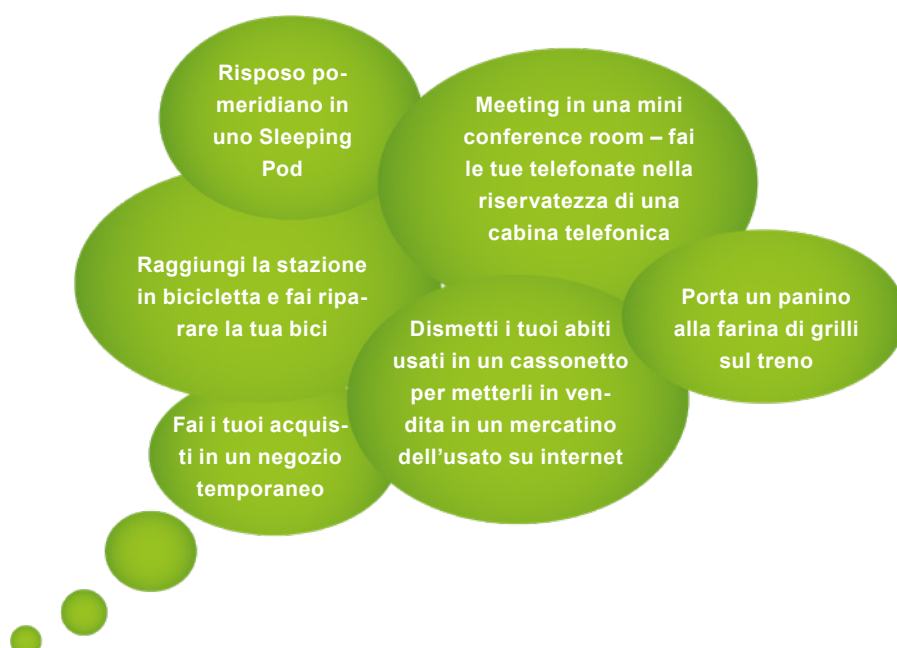 Risposo po-
meridiano in
uno Sleeping
Pod
Meeting in una mini
conference room – fai
le tue telefonate nella
riservatezza di una
cabina telefonica
Raggiungi la stazione
in bicicletta e fai ripa-
rare la tua bici
Porta un panino
alla farina di grilli
sul treno
Dismetti i tuoi abiti
usati in un cassonetto
per metterli in ven-
dita in un mercatino
dell'usato su internet
Fai i tuoi acquis-
ti in un negozio
temporaneo